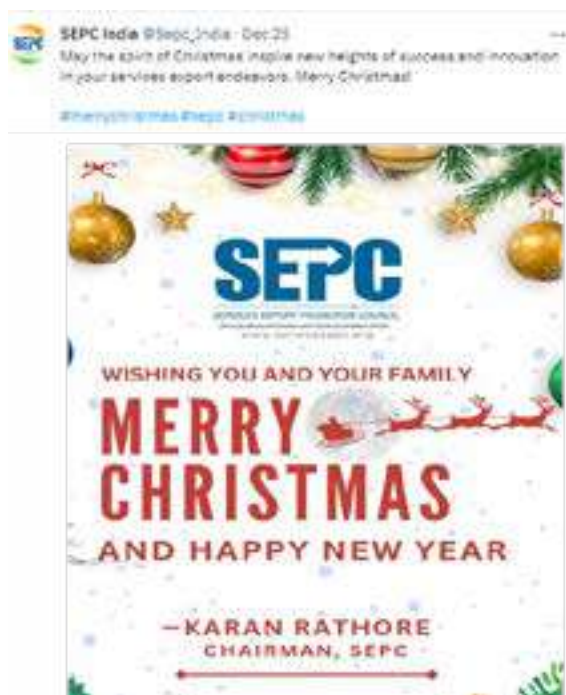 SEPC India @Sepc_India · Dec 25
May the spirit of Christmas inspire new heights of success and innovation
in your services export endeavors. Merry Christmas!
#merrychristmas #sepc #christmas
SEPC
SERVICES EXPORT PROMOTION COUNCIL
WISHING YOU AND YOUR FAMILY
MERRY
CHRISTMAS
AND HAPPY NEW YEAR
–KARAN RATHORE
CHAIRMAN, SEPC